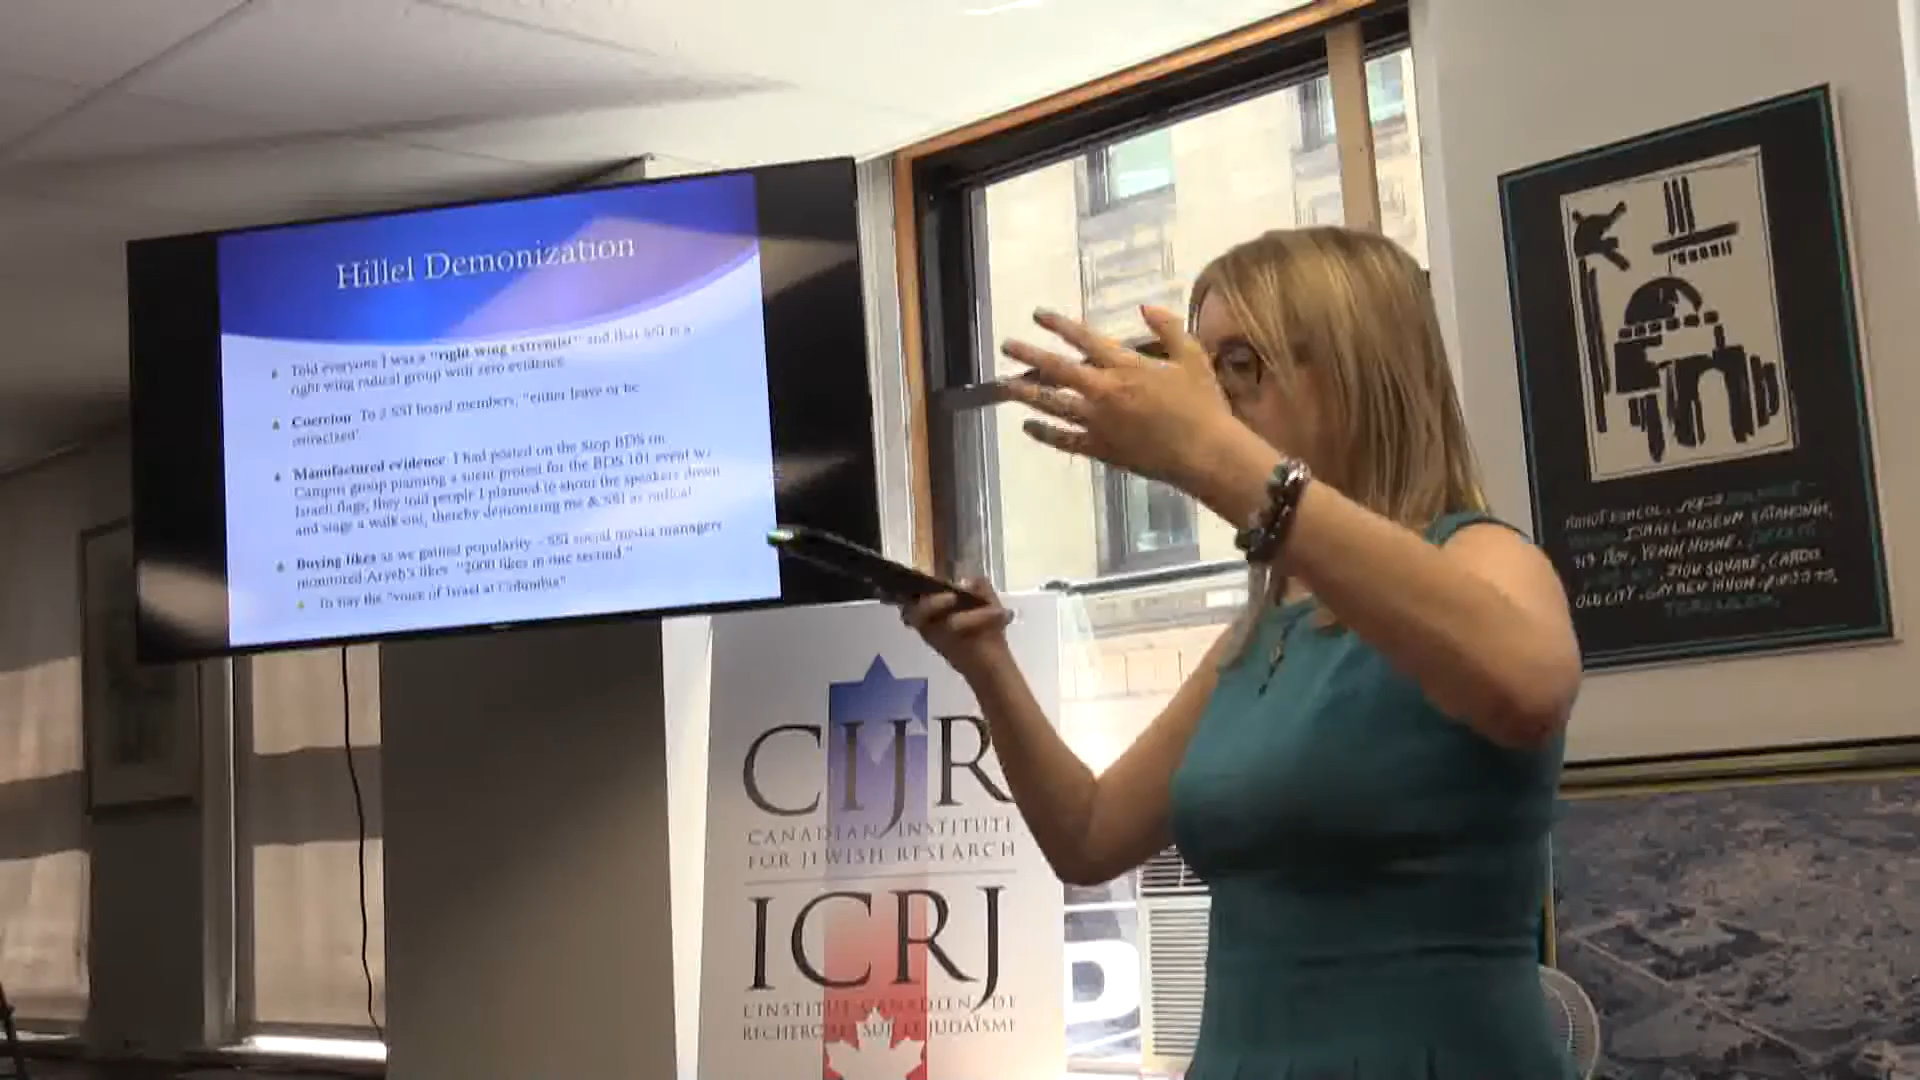 Hillel Demonization
Told everyone I was a "right wing extremist" and that SSI is a
right wing radical group with zero evidence
Coercion To 2 SSI board members, "either leave or be
ostracized"
Manufactured evidence I had posted on the Stop BDS on
Campus group planning a silent protest for the BDS 101 event w/
Israeli flags, they told people I planned to shout the speakers down
and stage a walk out, thereby demonizing me & SSI as radical
Buying likes as we gained popularity – SSI social media managers
monitored Aryeh's likes "2000 likes in one second."
To stay the "voice of Israel at Columbia"
CIJR
CANADIAN INSTITUTE
FOR JEWISH RESEARCH
ICRJ
L'INSTITUT CANADIEN DE
RECHERCHES SUR LE JUDAÏSME
ISRAEL MUSEUM
YEMIN MOSHE
ZION SQUARE, CARDO
OLD CITY
JERUSALEM